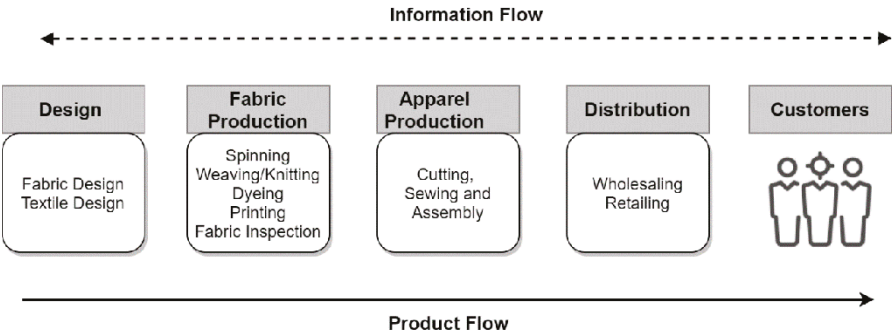 Information Flow
Design
Fabric Design
Textile Design
Fabric
Production
Spinning
Weaving/Knitting
Dyeing
Printing
Fabric Inspection
Apparel
Production
Cutting,
Sewing and
Assembly
Distribution
Wholesaling
Retailing
Customers
Product Flow